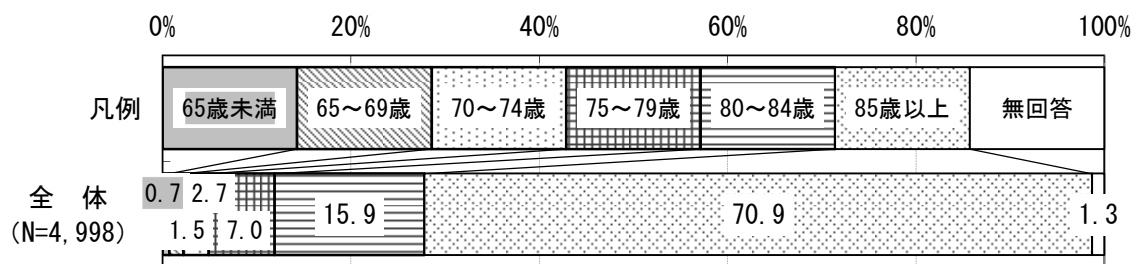 0% 20% 40% 60% 80% 100%
凡例 65歳未満 65～69歳 70～74歳 75～79歳 80～84歳 85歳以上 無回答
0.7 2.7
全 体 15.9 70.9 1.3
(N=4,998) 1.5 7.0